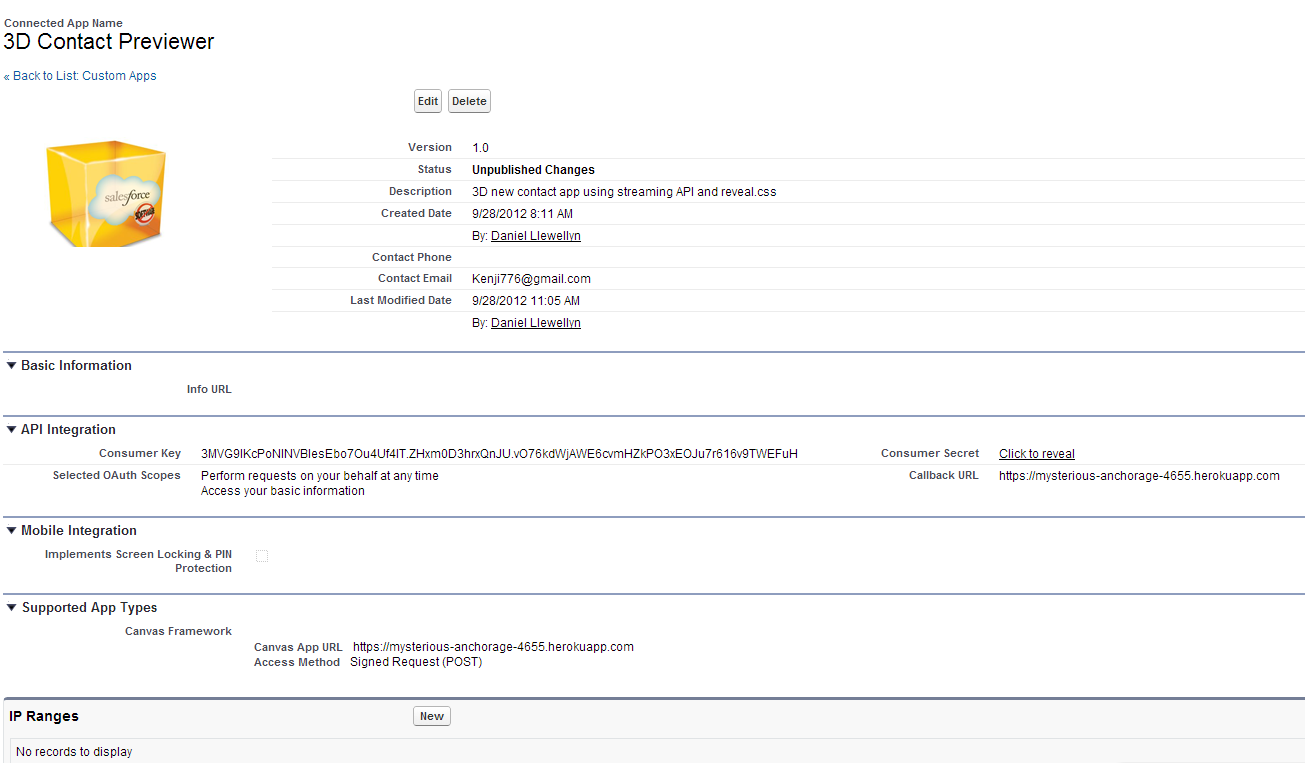 Connected App Name
3D Contact Previewer
« Back to List: Custom Apps
Edit Delete
salesforce
SOFTWARE
Version 1.0
Status Unpublished Changes
Description 3D new contact app using streaming API and reveal.css
Created Date 9/28/2012 8:11 AM
By: Daniel Llewellyn
Contact Phone
Contact Email Kenji776@gmail.com
Last Modified Date 9/28/2012 11:05 AM
By: Daniel Llewellyn
Basic Information
Info URL
API Integration
Consumer Key 3MVG9lKcPoNINVBIesEbo7Ou4Uf4IT.ZHxm0D3hrxQnJU.vO76kdWjAWE6cvmHZkPO3xEOJu7r616v9TWEFuH Consumer Secret Click to reveal
Selected OAuth Scopes Perform requests on your behalf at any time Callback URL https://mysterious-anchorage-4655.herokuapp.com
Access your basic information
Mobile Integration
Implements Screen Locking & PIN
Protection
Supported App Types
Canvas Framework
Canvas App URL https://mysterious-anchorage-4655.herokuapp.com
Access Method Signed Request (POST)
IP Ranges New
No records to display